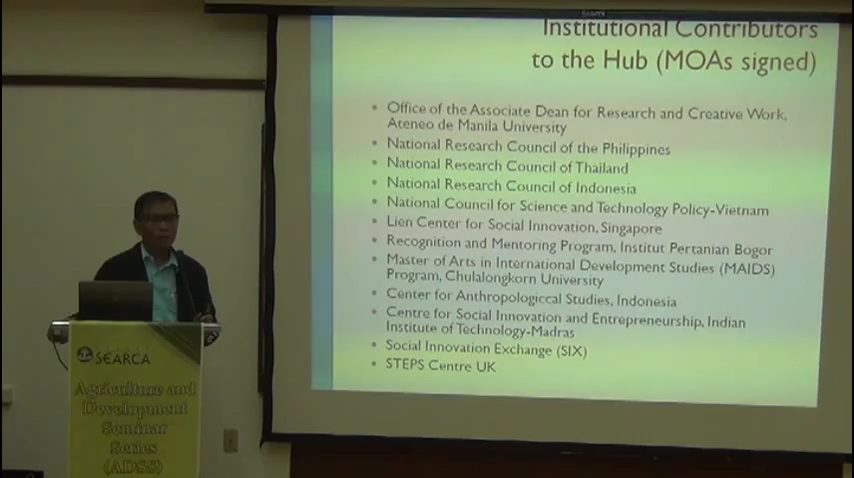 Institutional Contributors
to the Hub (MOAs signed)
• Office of the Associate Dean for Research and Creative Work,
Ateneo de Manila University
• National Research Council of the Philippines
• National Research Council of Thailand
• National Research Council of Indonesia
• National Council for Science and Technology Policy-Vietnam
• Lien Center for Social Innovation, Singapore
• Recognition and Mentoring Program, Institut Pertanian Bogor
• Master of Arts in International Development Studies (MAIDS)
Program, Chulalongkorn University
• Center for Anthropologiccal Studies, Indonesia
• Centre for Social Innovation and Entrepreneurship, Indian
Institute of Technology-Madras
• Social Innovation Exchange (SIX)
• STEPS Centre UK
SEARCA
Agriculture and
Development
Seminar
Series
(ADSS)